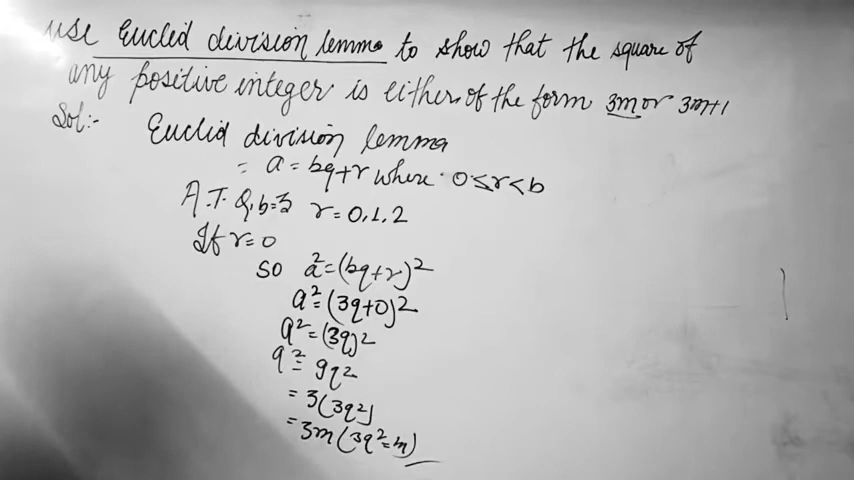 use Euclid division lemma to show that the square of
any positive integer is either of the form 3m or 3m+1
Sol:- Euclid division lemma
= a = bq+r where 0≤r<b
A.T.Q, b=3 r=0,1,2
If r=0
so a²=(bq+r)²
a²=(3q+0)²
a²=(3q)²
a²=9q²
=3(3q²)
=3m(3q²=m)